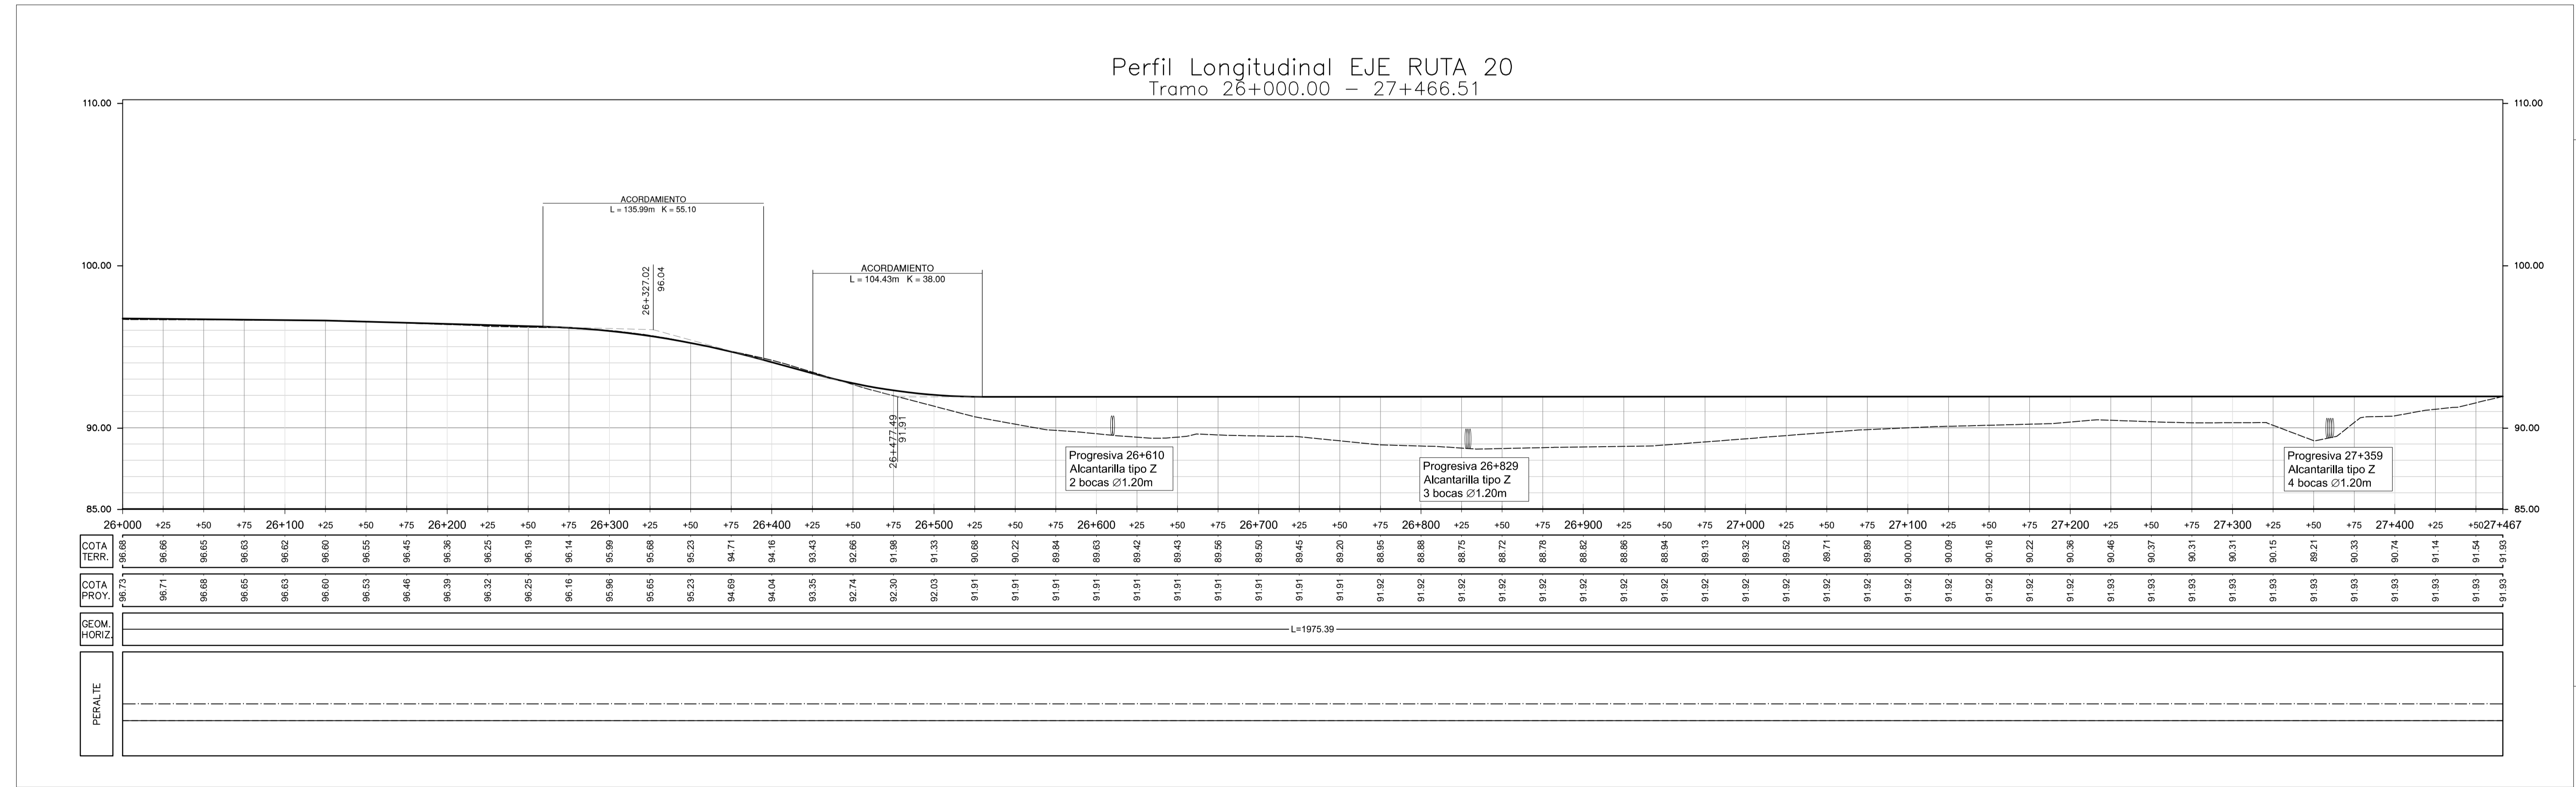 Perfil Longitudinal EJE RUTA 20
Tramo 26+000.00 - 27+466.51
110.00 110.00
ACORDAMIENTO
L = 135.99m K = 55.10
100.00 100.00
26+327.02
96.04
ACORDAMIENTO
L = 104.43m K = 38.00
90.00 90.00
26+477.49
91.91
Progresiva 26+610
Alcantarilla tipo Z
2 bocas Ø1.20m
Progresiva 26+829
Alcantarilla tipo Z
3 bocas Ø1.20m
Progresiva 27+359
Alcantarilla tipo Z
4 bocas Ø1.20m
85.00 85.00
26+000 +25 +50 +75 26+100 +25 +50 +75 26+200 +25 +50 +75 26+300 +25 +50 +75 26+400 +25 +50 +75 26+500 +25 +50 +75 26+600 +25 +50 +75 26+700 +25 +50 +75 26+800 +25 +50 +75 26+900 +25 +50 +75 27+000 +25 +50 +75 27+100 +25 +50 +75 27+200 +25 +50 +75 27+300 +25 +50 +75 27+400 +25 +50 27+467
COTA
TERR.
96.68 96.66 96.65 96.63 96.62 96.60 96.55 96.45 96.36 96.25 96.19 96.14 95.99 95.68 95.23 94.71 94.16 93.43 92.66 91.98 91.33 90.68 90.22 89.84 89.63 89.42 89.43 89.56 89.50 89.45 89.20 88.95 88.88 88.75 88.72 88.78 88.82 88.86 88.94 89.13 89.32 89.52 89.71 89.89 90.00 90.09 90.16 90.22 90.36 90.46 90.37 90.31 90.31 90.15 89.21 90.33 90.74 91.14 91.54 91.93
COTA
PROY.
96.73 96.71 96.68 96.65 96.63 96.60 96.53 96.46 96.39 96.32 96.25 96.16 95.96 95.65 95.23 94.69 94.04 93.35 92.74 92.30 92.03 91.91 91.91 91.91 91.91 91.91 91.91 91.91 91.91 91.91 91.91 91.92 91.92 91.92 91.92 91.92 91.92 91.92 91.92 91.92 91.92 91.92 91.92 91.92 91.92 91.92 91.92 91.92 91.92 91.93 91.93 91.93 91.93 91.93 91.93 91.93 91.93 91.93 91.93 91.93
GEOM.
HORIZ.
L=1975.39
PERALTE